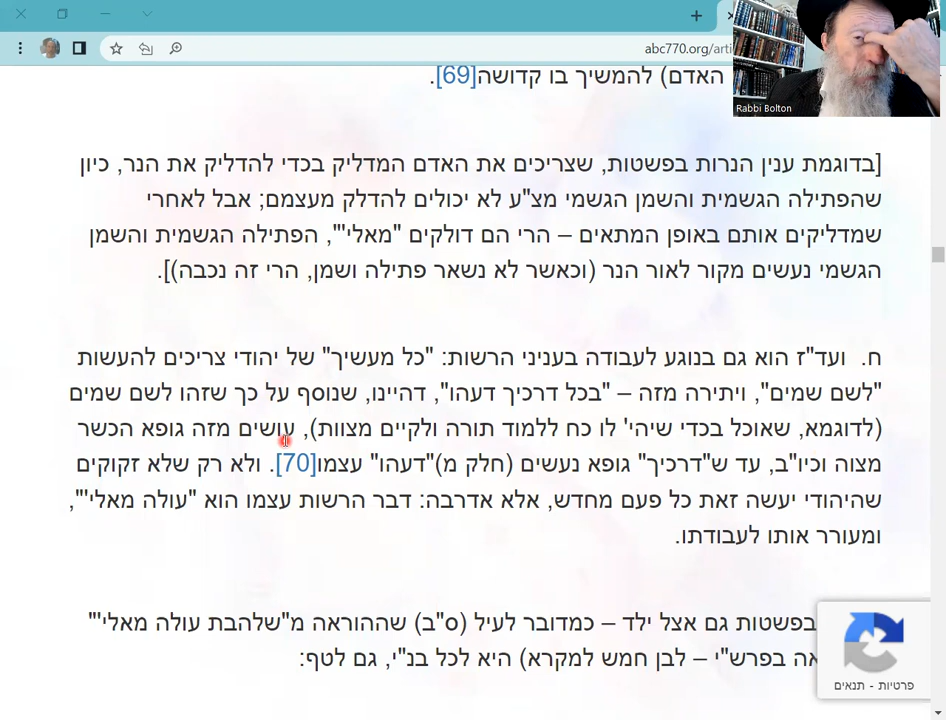 abc770.org/arti
Rabbi Bolton
האדם) להמשיך בו קדושה[69].
[בדוגמת ענין הנרות בפשטות, שצריכים את האדם המדליק בכדי להדליק את הנר, כיון
שהפתילה הגשמית והשמן הגשמי מצ"ע לא יכולים להדלק מעצמם; אבל לאחרי
שמדליקים אותם באופן המתאים – הרי הם דולקים "מאלי'", הפתילה הגשמית והשמן
הגשמי נעשים מקור לאור הנר (וכאשר לא נשאר פתילה ושמן, הרי זה נכבה)].
ח. ועד"ז הוא גם בנוגע לעבודה בעניני הרשות: "כל מעשיך" של יהודי צריכים להעשות
"לשם שמים", ויתירה מזה – "בכל דרכיך דעהו", דהיינו, שנוסף על כך שזהו לשם שמים
(לדוגמא, שאוכל בכדי שיהי' לו כח ללמוד תורה ולקיים מצוות), עושים מזה גופא הכשר
מצוה וכיו"ב, עד ש"דרכיך" גופא נעשים (חלק מ)"דעהו" עצמו[70]. ולא רק שלא זקוקים
שהיהודי יעשה זאת כל פעם מחדש, אלא אדרבה: דבר הרשות עצמו הוא "עולה מאלי'",
ומעורר אותו לעבודתו.
בפשטות גם אצל ילד – כמדובר לעיל (ס"ב) שההוראה מ"שלהבת עולה מאלי'"
אה בפרש"י – לבן חמש למקרא) היא לכל בנ"י, גם לטף:
פרטיות - תנאים